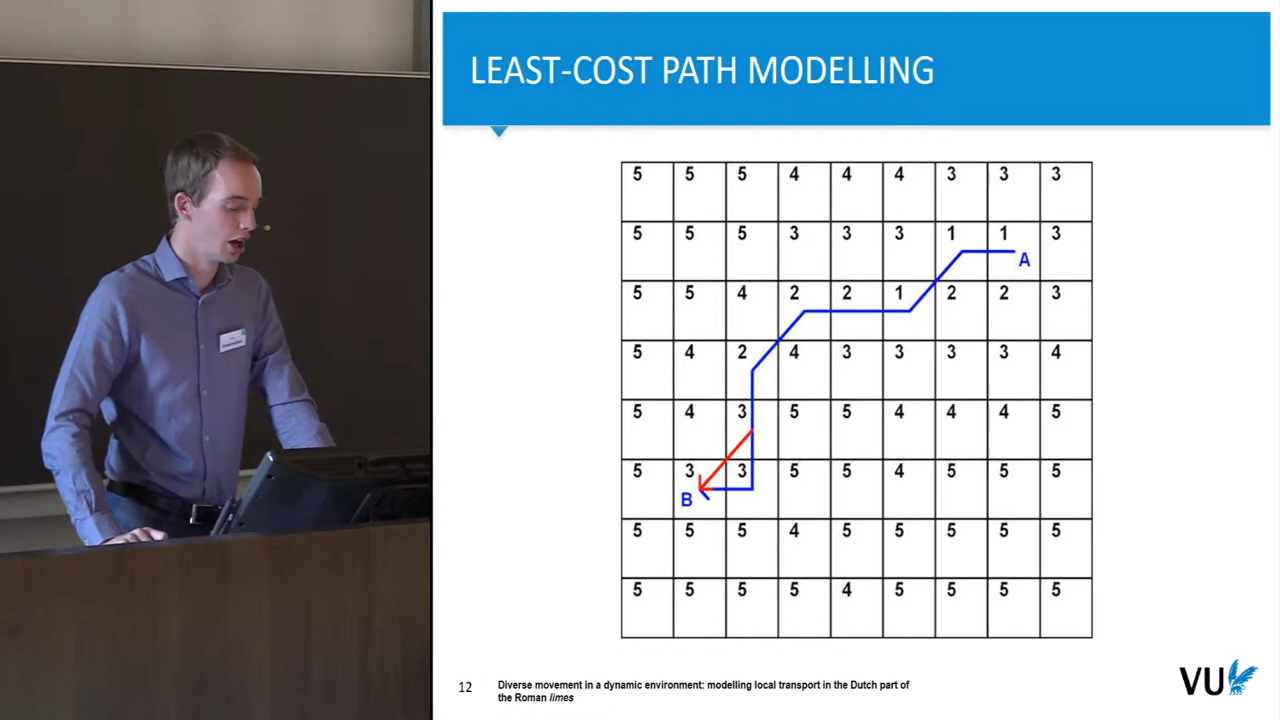 LEAST-COST PATH MODELLING
5 5 5 4 4 4 3 3 3
5 5 5 3 3 3 1 1 3
A
5 5 4 2 2 1 2 2 3
5 4 2 4 3 3 3 3 4
5 4 3 5 5 4 4 4 5
5 3 3 5 5 4 5 5 5
B
5 5 5 4 5 5 5 5 5
5 5 5 5 4 5 5 5 5
12
Diverse movement in a dynamic environment: modelling local transport in the Dutch part of
the Roman limes
VU